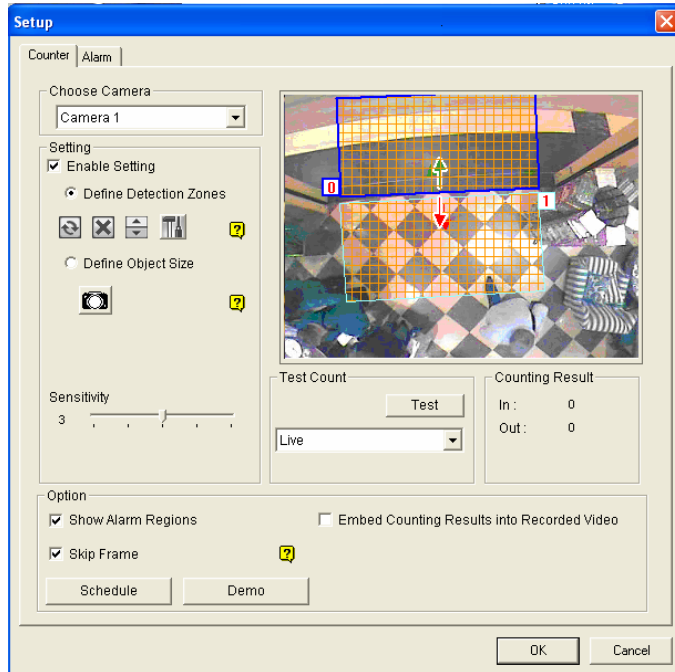 Setup
Counter
Alarm
Choose Camera
Camera 1
Setting
Enable Setting
Define Detection Zones
?
Define Object Size
?
Sensitivity
3
0
1
Test Count
Test
Live
Counting Result
In : 0
Out : 0
Option
Show Alarm Regions
Embed Counting Results into Recorded Video
Skip Frame
?
Schedule
Demo
OK
Cancel